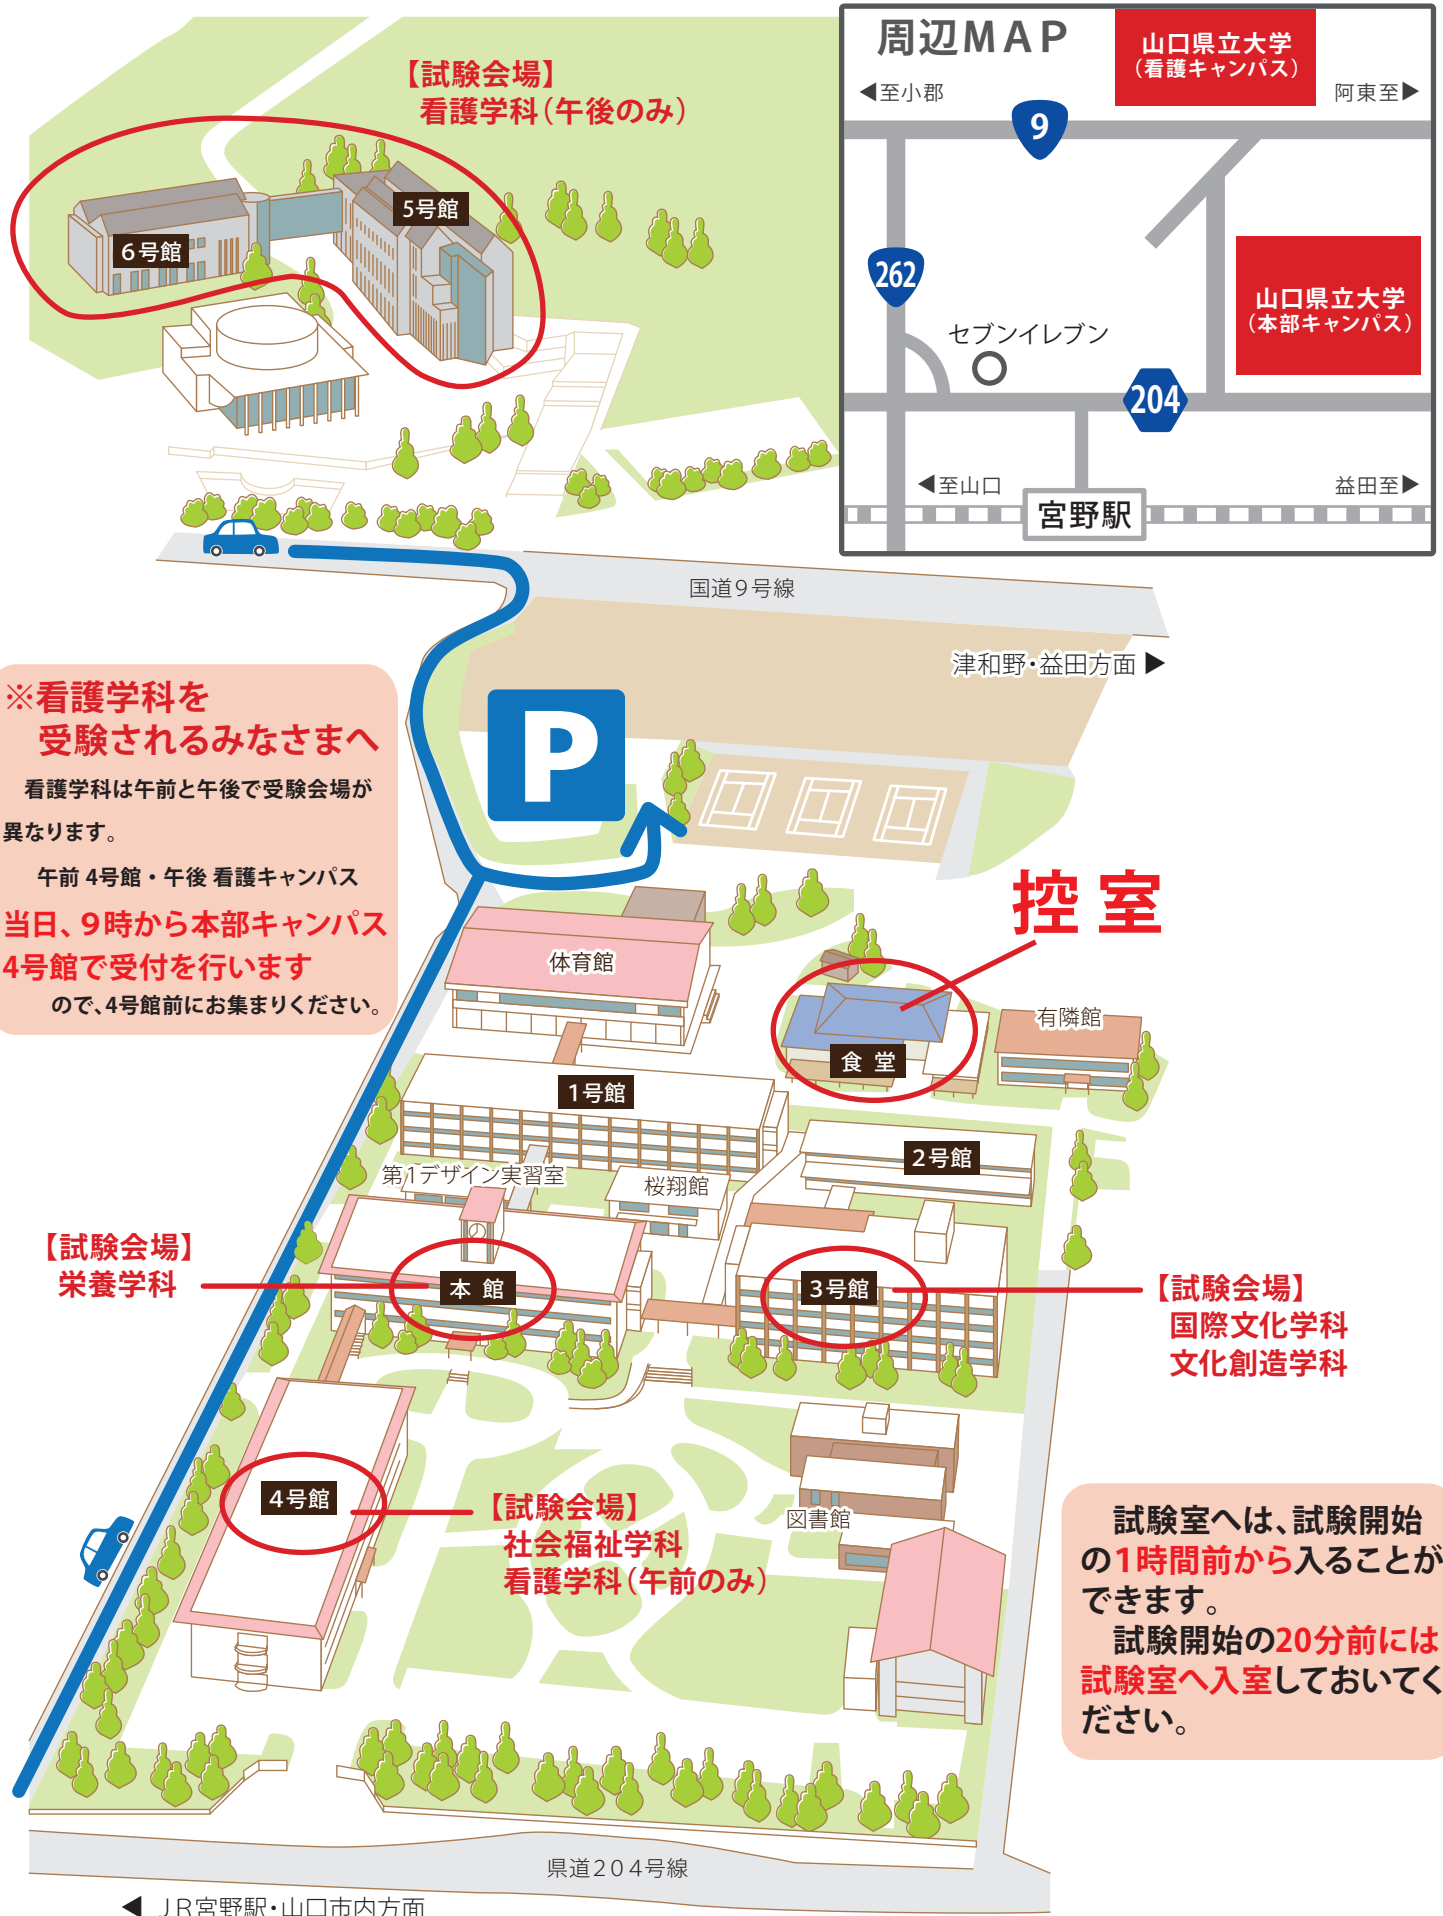 周辺MAP
山口県立大学
（看護キャンパス）
◀至小郡
阿東至▶
9
262
山口県立大学
（本部キャンパス）
セブンイレブン
204
◀至山口
益田至▶
宮野駅
【試験会場】
看護学科（午後のみ）
5号館
6号館
国道9号線
津和野・益田方面 ▶
※看護学科を
受験されるみなさまへ
看護学科は午前と午後で受験会場が
異なります。
午前 4号館・午後 看護キャンパス
当日、9時から本部キャンパス
4号館で受付を行います
ので、4号館前にお集まりください。
P
控室
体育館
食堂
有隣館
1号館
2号館
第1デザイン実習室
桜翔館
【試験会場】
栄養学科
本館
3号館
【試験会場】
国際文化学科
文化創造学科
4号館
【試験会場】
社会福祉学科
看護学科（午前のみ）
図書館
試験室へは、試験開始
の1時間前から入ることが
できます。
試験開始の20分前には
試験室へ入室しておいてく
ださい。
県道204号線
◀ JR宮野駅・山口市内方面